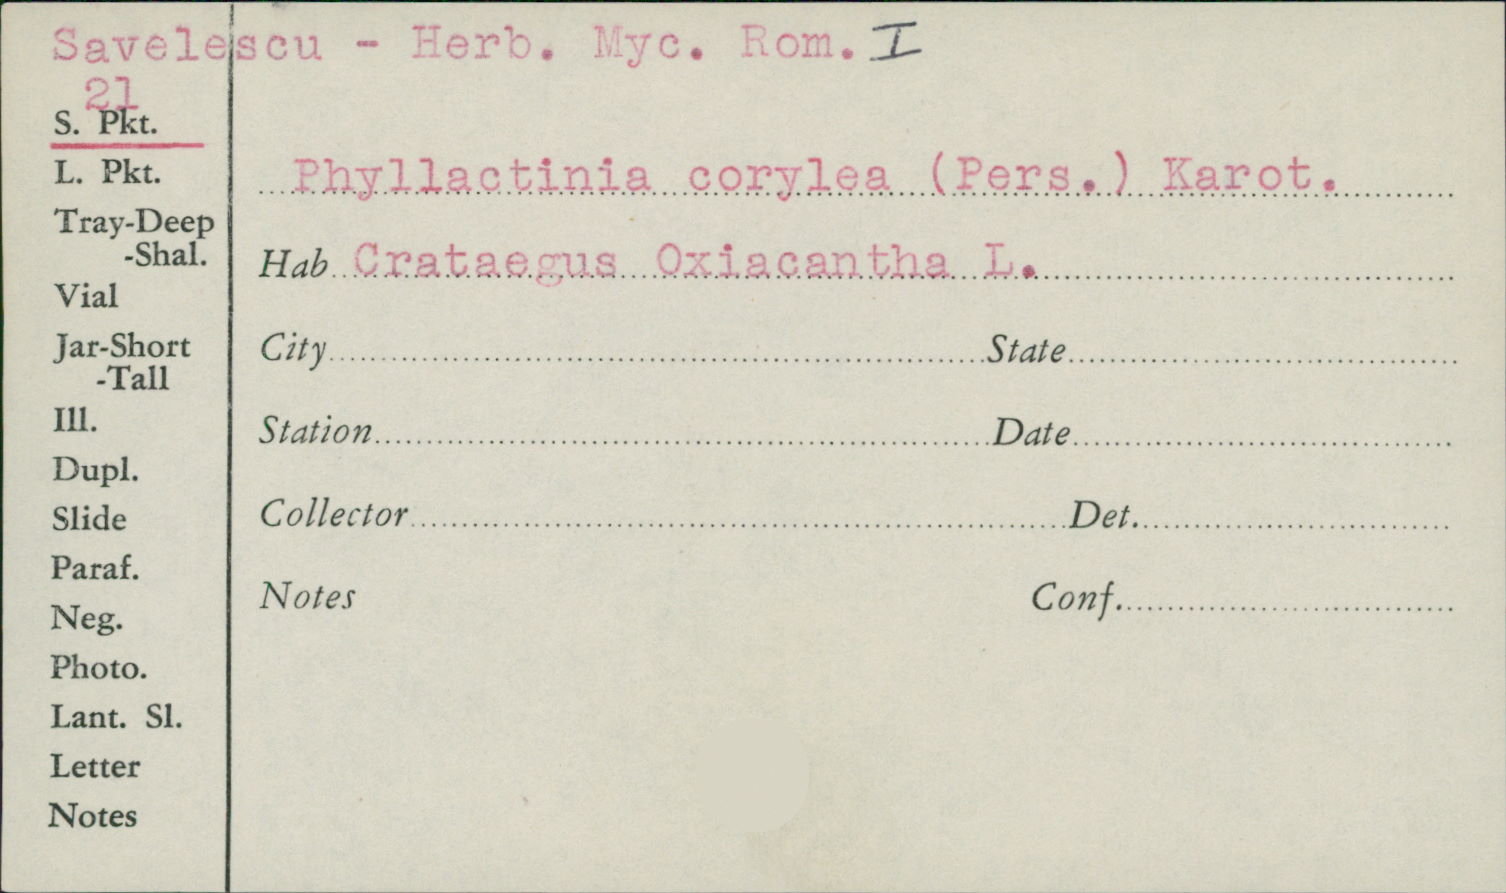 Savelescu - Herb. Myc. Rom. I
21
S. Pkt.
L. Pkt.
Tray-Deep
-Shal.
Vial
Jar-Short
-Tall
Ill.
Dupl.
Slide
Paraf.
Neg.
Photo.
Lant. Sl.
Letter
Notes
Phyllactinia corylea (Pers.) Karot.
Hab Crataegus Oxiacantha L.
City State
Station Date
Collector Det.
Notes Conf.